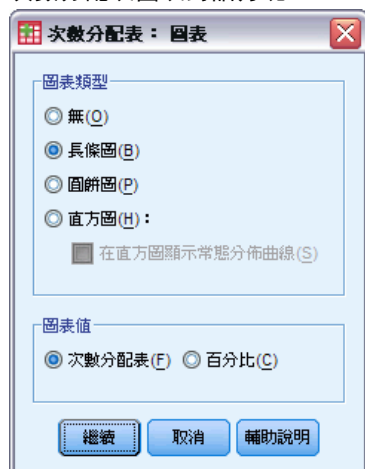 次數分配表：圖表
圖表類型
無(O)
長條圖(B)
圓餅圖(P)
直方圖(H)：
在直方圖顯示常態分佈曲線(S)
圖表值
次數分配表(F) 百分比(C)
繼續 取消 輔助說明